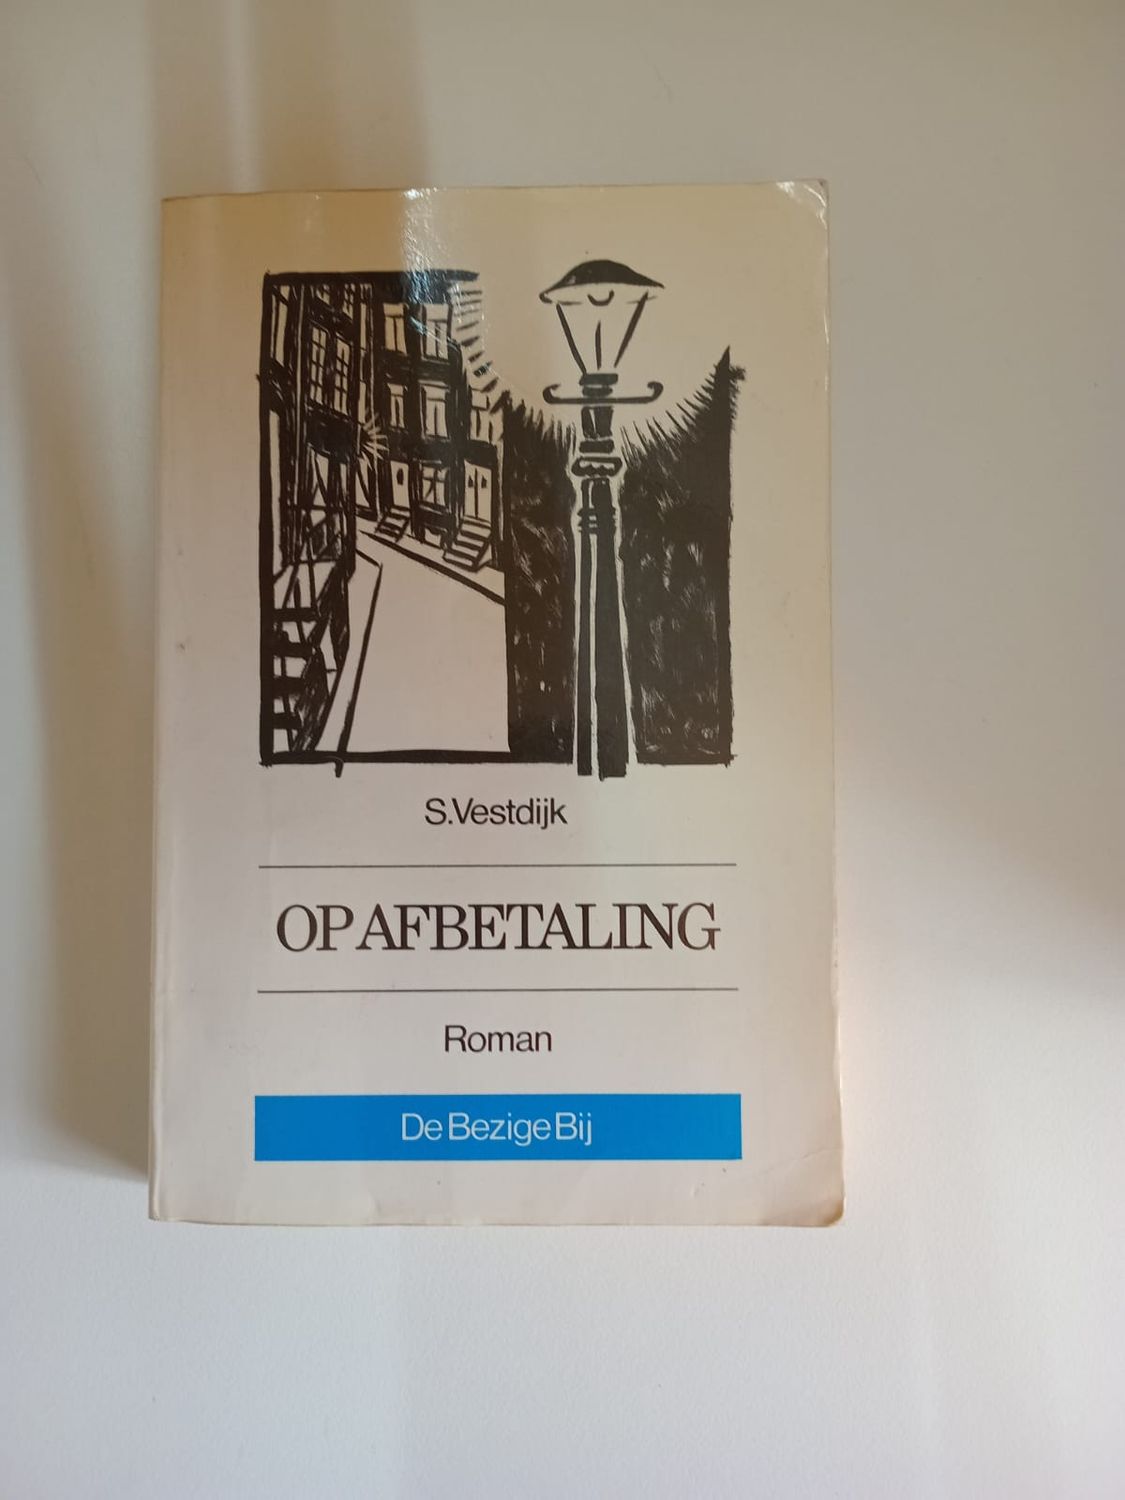 S.Vestdijk
OP AFBETALING
Roman
De Bezige Bij